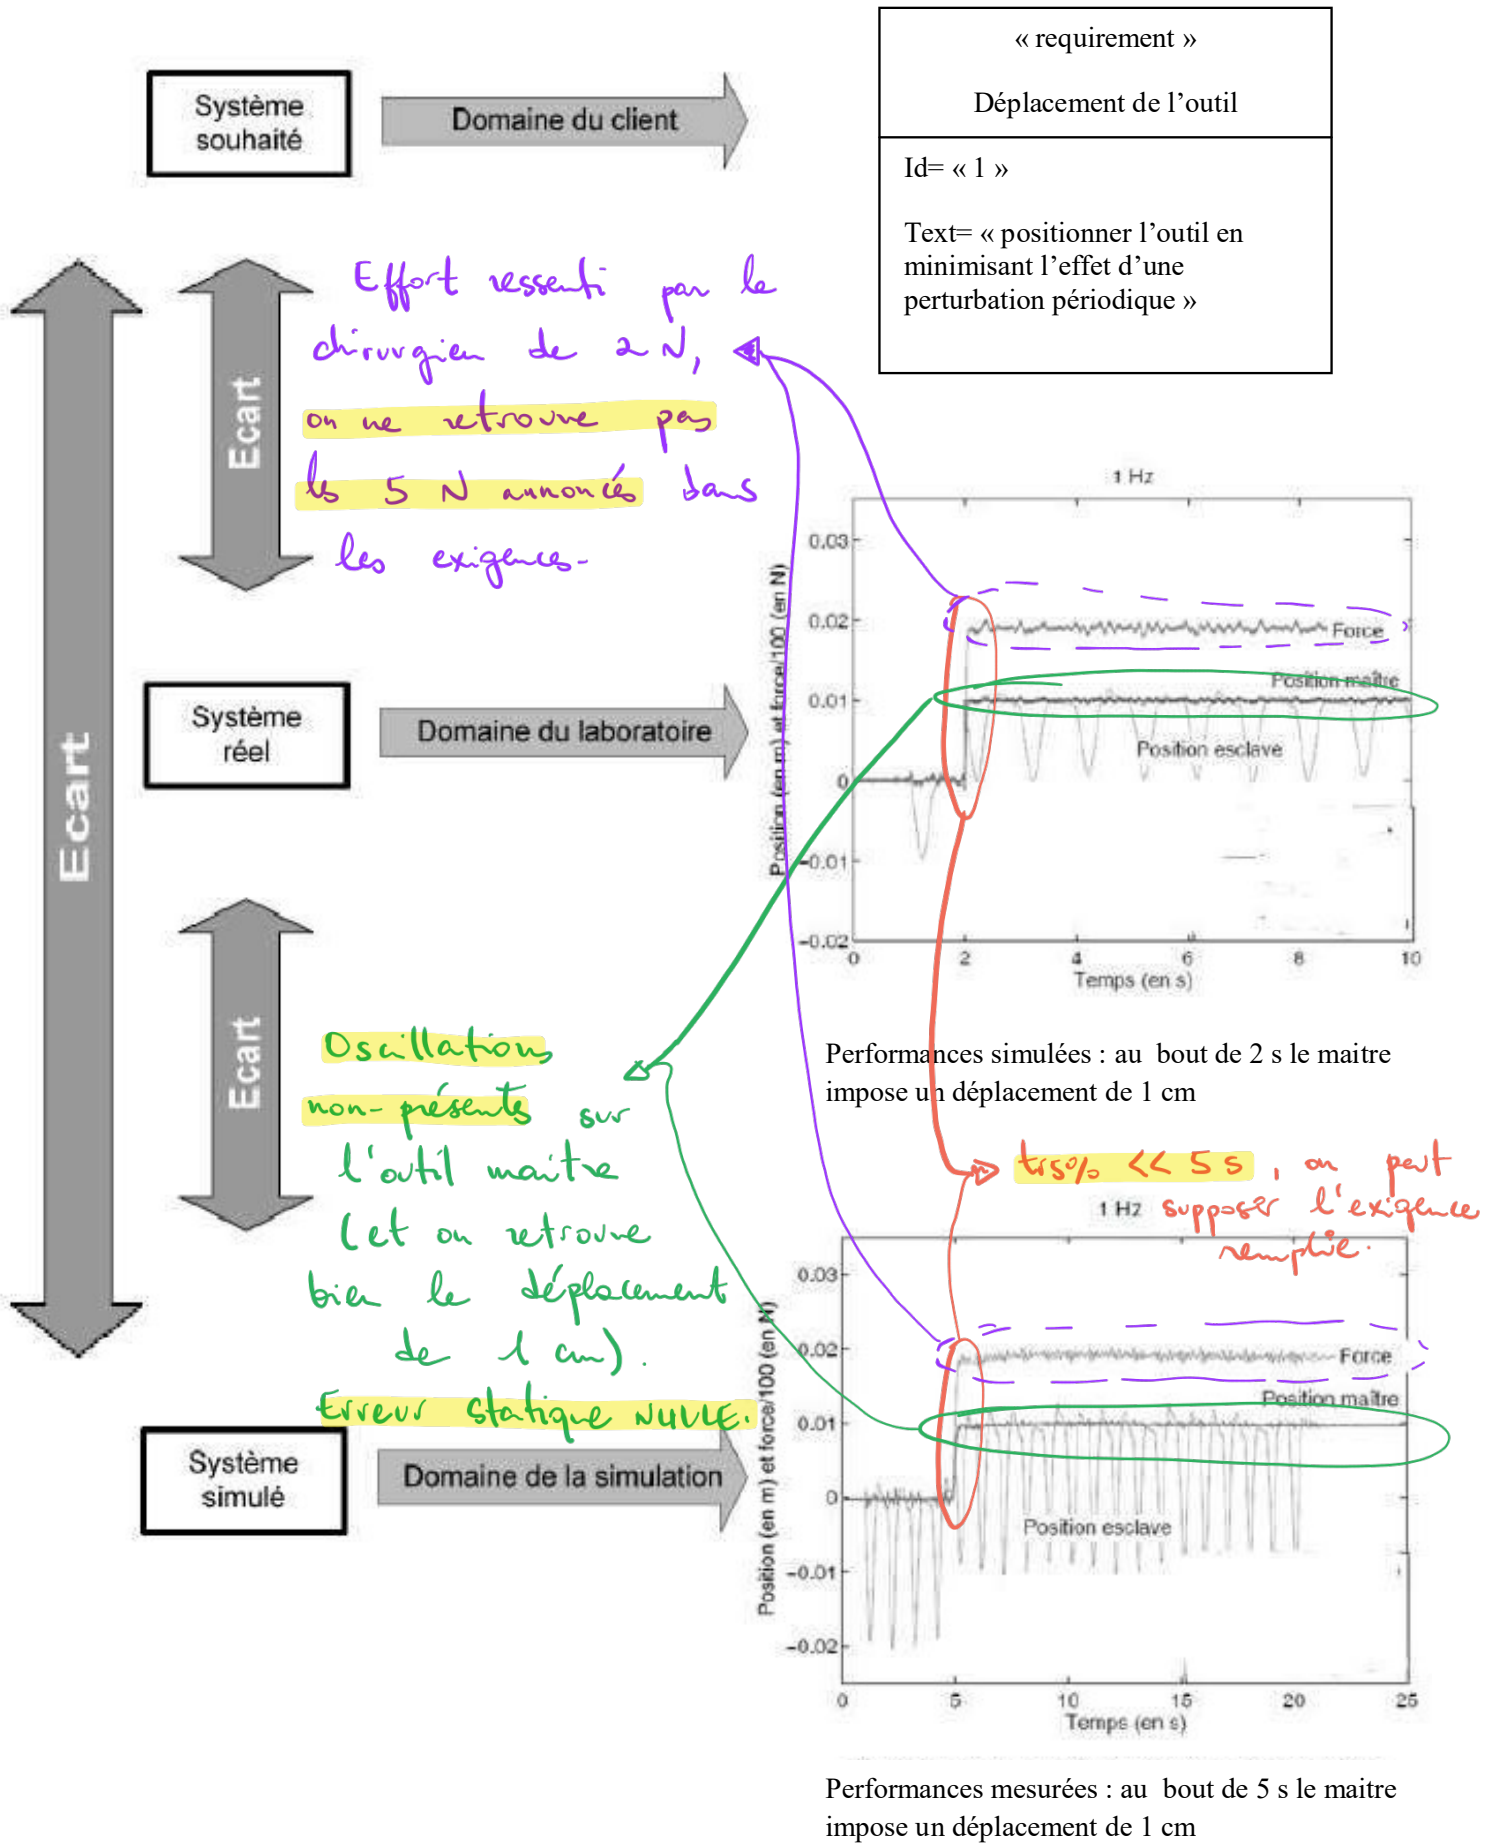 « requirement »
Déplacement de l'outil
Id= « 1 »
Text= « positionner l'outil en
minimisant l'effet d'une
perturbation périodique »
Système
souhaité
Domaine du client
Ecart
Ecart
Effort ressenti par le
chirurgien de 2 N,
on ne retrouve pas
les 5 N annoncés dans
les exigences.
Système
réel
Domaine du laboratoire
1 Hz
Position (en m) et force/100 (en N)
0.03
0.02
0.01
0
-0.01
-0.02
Force
Position maître
Position esclave
0 2 4 6 8 10
Temps (en s)
Performances simulées : au  bout de 2 s le maitre
impose un déplacement de 1 cm
Ecart
Oscillations
non-présentes sur
l'outil maitre
(et on retrouve
bien le déplacement
de 1 cm).
Erreur statique NULLE.
tr5% << 5 s , on peut
supposer l'exigence
remplie.
Système
simulé
Domaine de la simulation
1 Hz
Position (en m) et force/100 (en N)
0.03
0.02
0.01
0
-0.01
-0.02
Force
Position maître
Position esclave
0 5 10 15 20 25
Temps (en s)
Performances mesurées : au  bout de 5 s le maitre
impose un déplacement de 1 cm